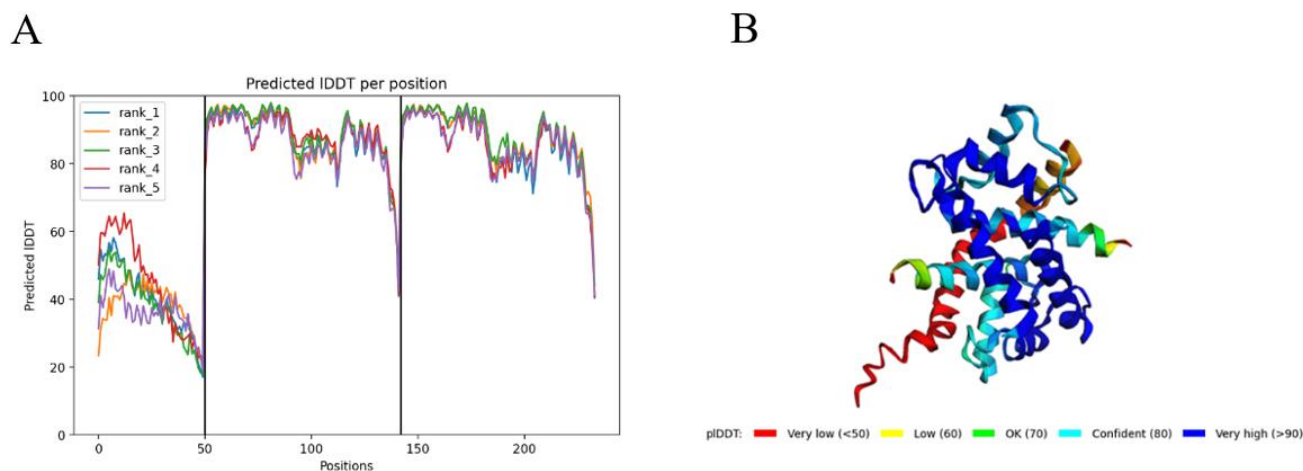 A
B
Predicted lDDT per position
rank_1
rank_2
rank_3
rank_4
rank_5
Predicted lDDT
100
80
60
40
20
0
0 50 100 150 200
Positions
plDDT: Very low (<50) Low (60) OK (70) Confident (80) Very high (>90)